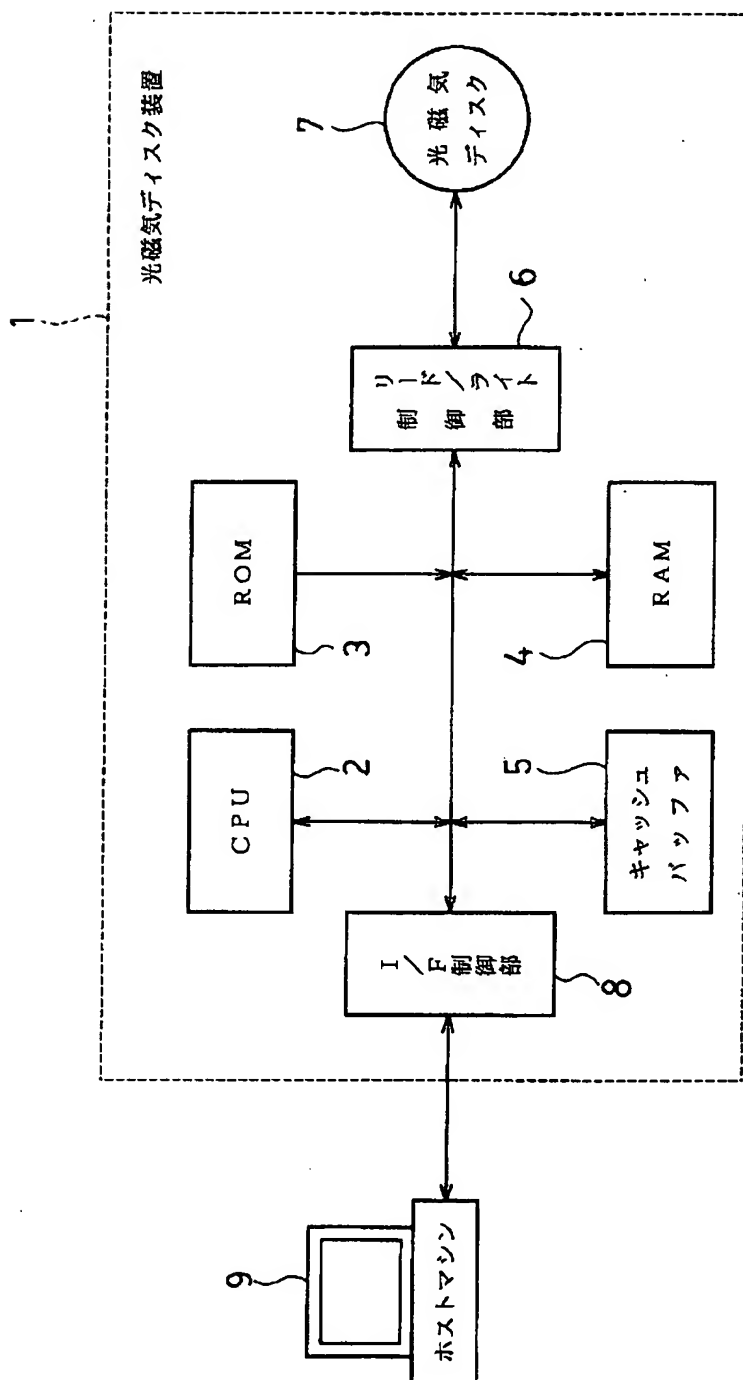 1
光磁気ディスク装置
7
光磁気
ディスク
6
リード／ライト
制御部
ROM
3
RAM
4
CPU
2
キャッシュ
バッファ
5
I／F制御部
8
9
ホストマシン